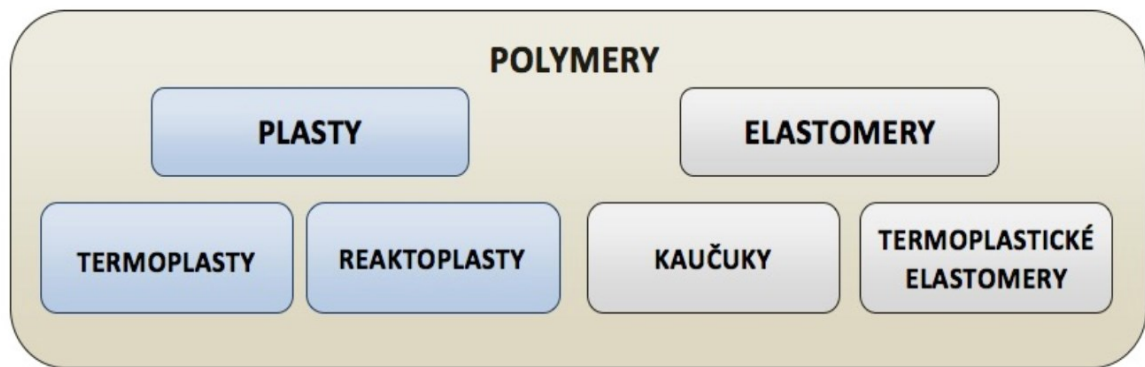 POLYMERY
PLASTY
ELASTOMERY
TERMOPLASTY
REAKTOPLASTY
KAUČUKY
TERMOPLASTICKÉ
ELASTOMERY